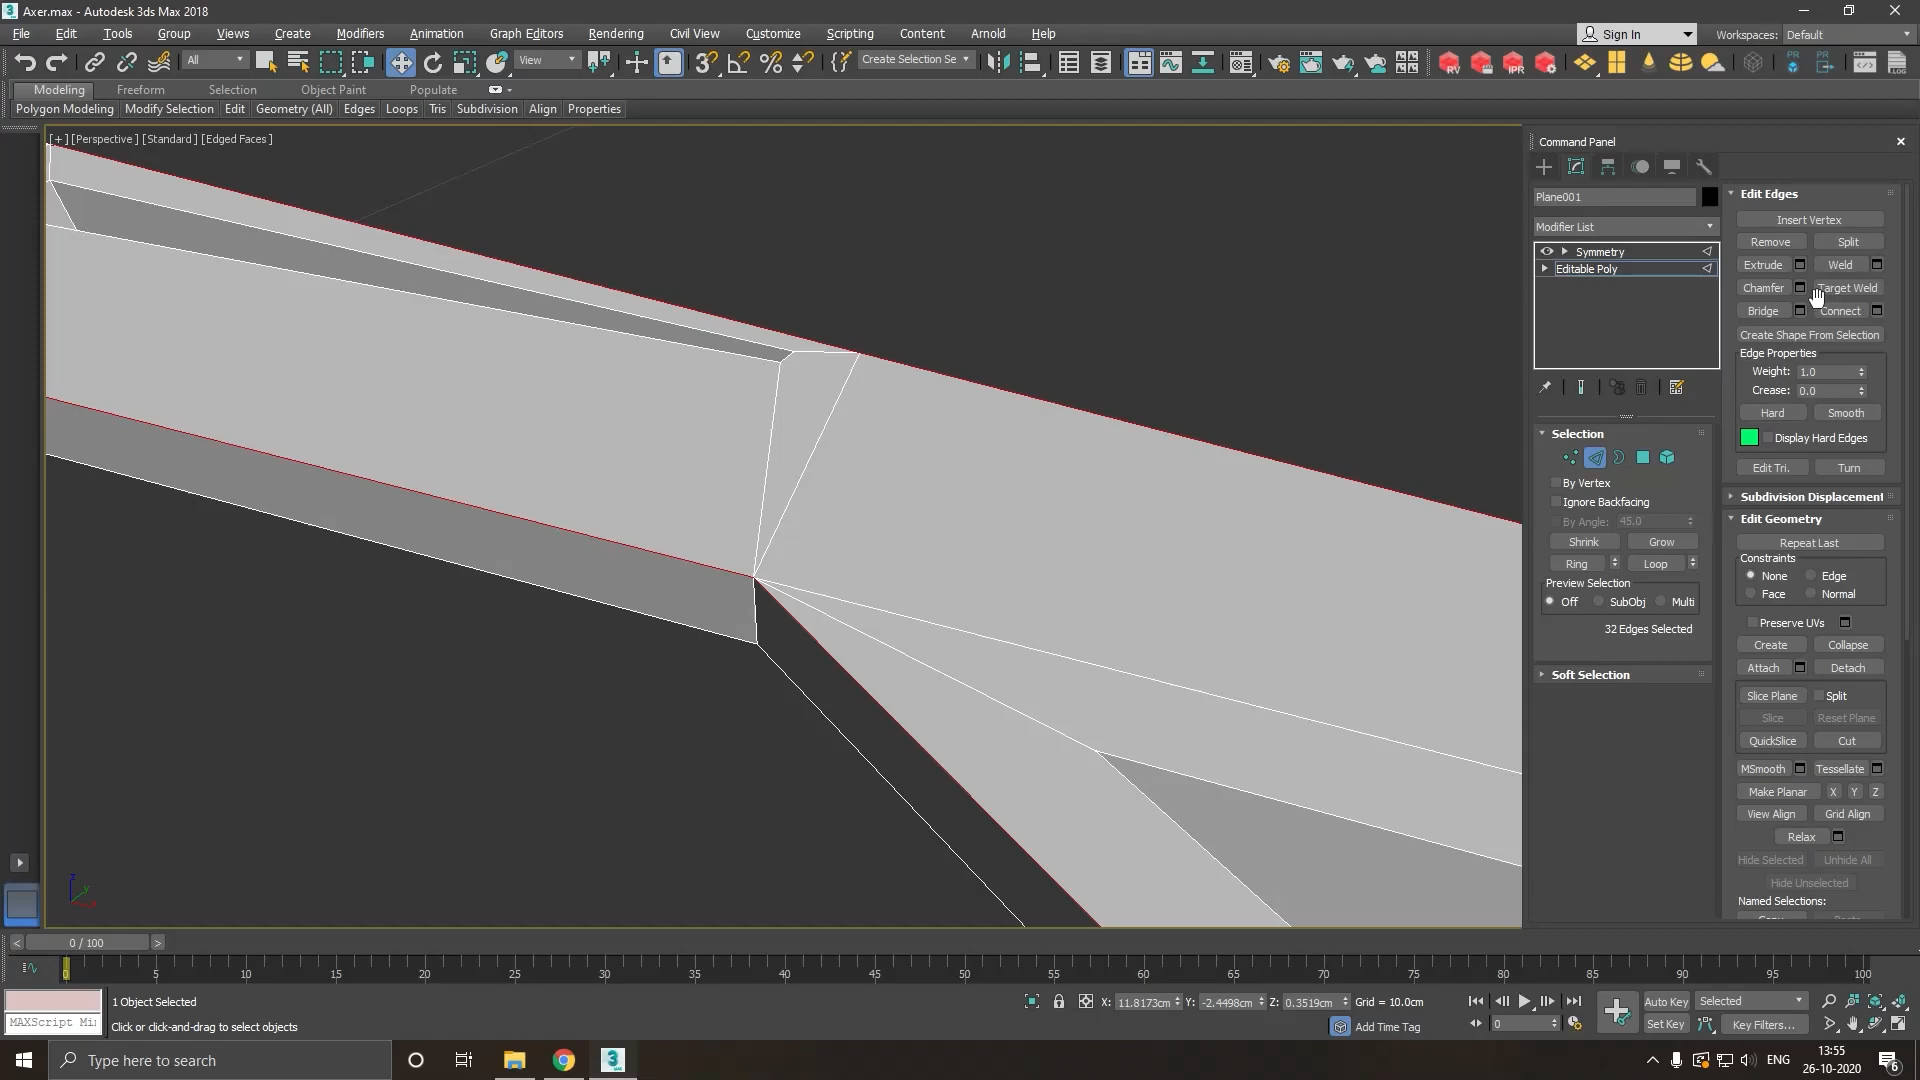 Axer.max - Autodesk 3ds Max 2018
File Edit Tools Group Views Create Modifiers Animation Graph Editors Rendering Civil View Customize Scripting Content Arnold Help
Sign In Workspaces: Default
All View Create Selection Se
Modeling Freeform Selection Object Paint Populate
Polygon Modeling Modify Selection Edit Geometry (All) Edges Loops Tris Subdivision Align Properties
[+] [Perspective] [Standard] [Edged Faces]
Command Panel
Plane001
Modifier List
Symmetry
Editable Poly
Selection
By Vertex
Ignore Backfacing
By Angle: 45.0
Shrink Grow
Ring Loop
Preview Selection
Off SubObj Multi
32 Edges Selected
Soft Selection
Edit Edges
Insert Vertex
Remove Split
Extrude Weld
Chamfer Target Weld
Bridge Connect
Create Shape From Selection
Edge Properties
Weight: 1.0
Crease: 0.0
Hard Smooth
Display Hard Edges
Edit Tri. Turn
Subdivision Displacement
Edit Geometry
Repeat Last
Constraints
None Edge
Face Normal
Preserve UVs
Create Collapse
Attach Detach
Slice Plane Split
Slice Reset Plane
QuickSlice Cut
MSmooth Tessellate
Make Planar X Y Z
View Align Grid Align
Relax
Hide Selected Unhide All
Hide Unselected
Named Selections:
z y
< 0 / 100 >
0 5 10 15 20 25 30 35 40 45 50 55 60 65 70 75 80 85 90 95 100
1 Object Selected X: 11.8173cm Y: -2.4498cm Z: 0.3519cm Grid = 10.0cm Auto Key Selected
MAXScript Mi Click or click-and-drag to select objects Add Time Tag 0 Set Key Key Filters...
Type here to search
ENG 13:55
26-10-2020 6